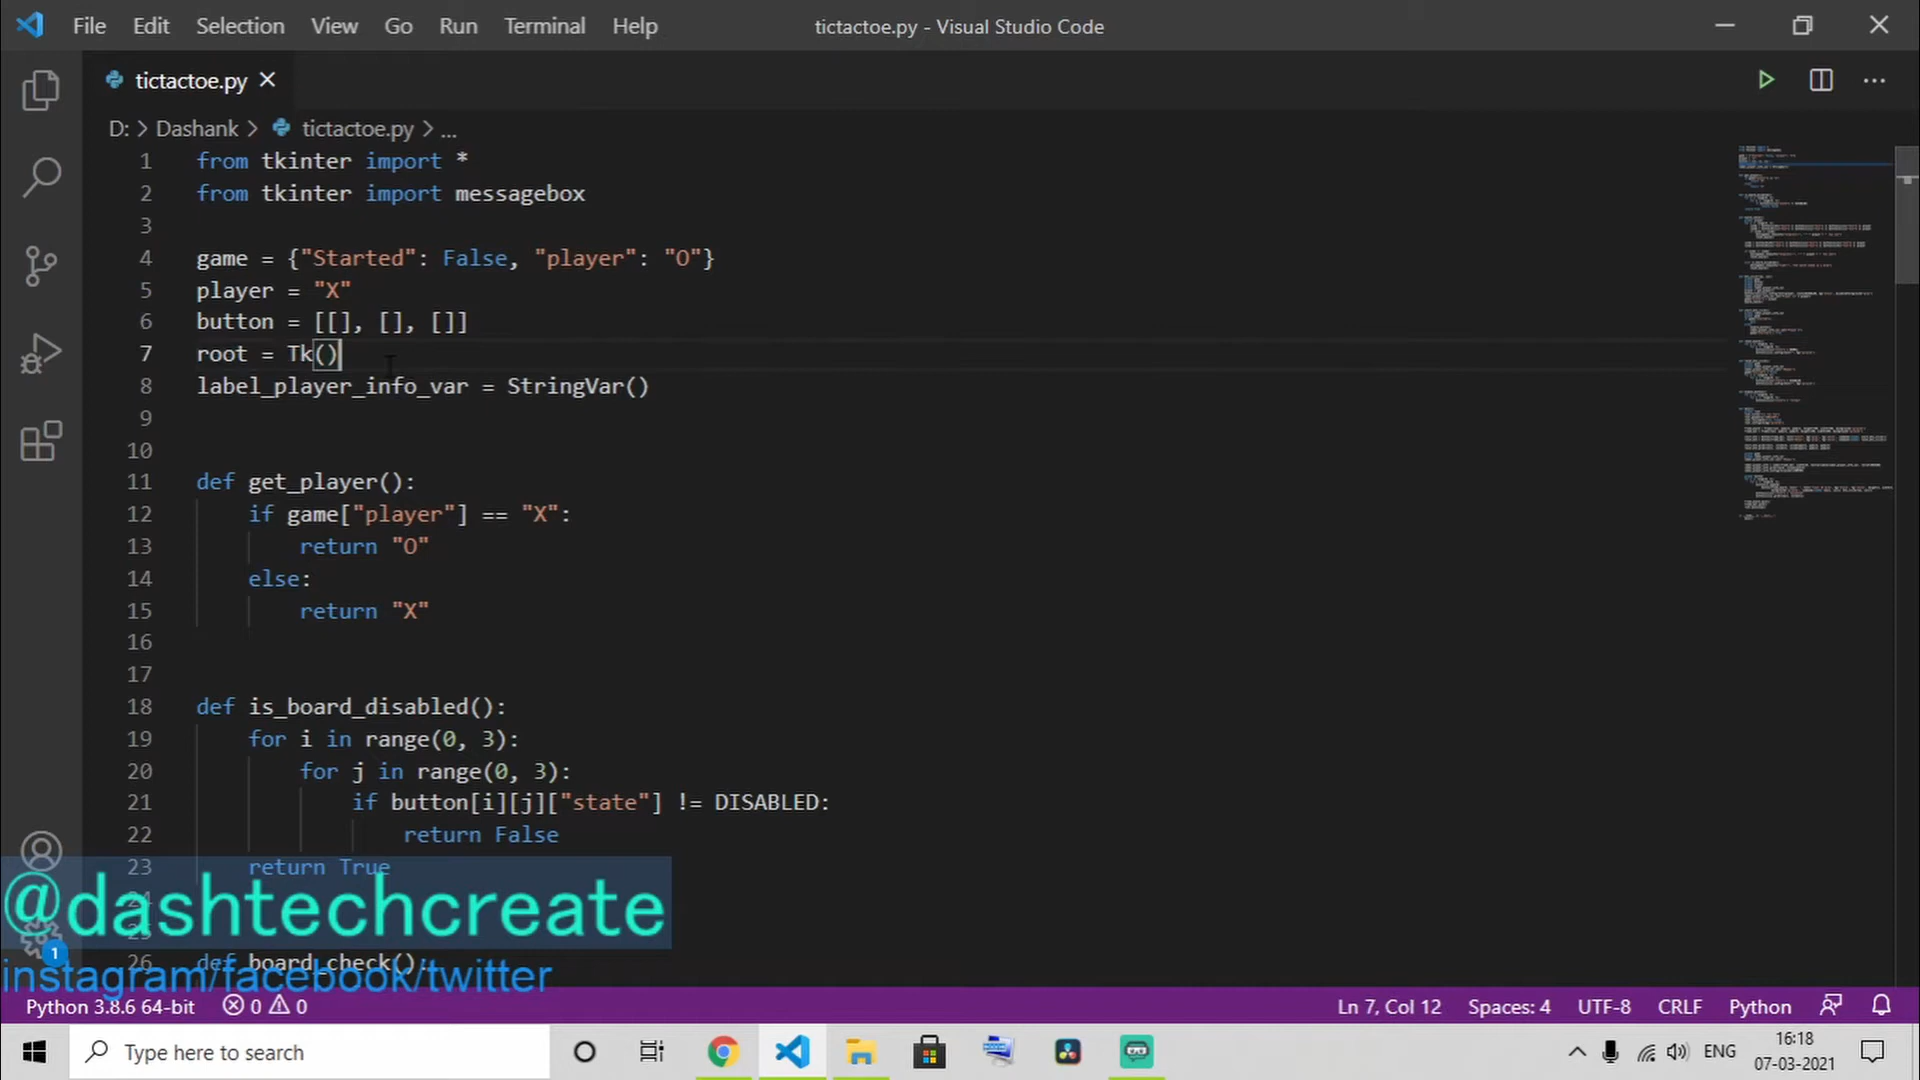 File Edit Selection View Go Run Terminal Help tictactoe.py - Visual Studio Code
tictactoe.py
D: > Dashank > tictactoe.py > ...
1 from tkinter import *
2 from tkinter import messagebox
3
4 game = {"Started": False, "player": "O"}
5 player = "X"
6 button = [[], [], []]
7 root = Tk()
8 label_player_info_var = StringVar()
9
10
11 def get_player():
12 if game["player"] == "X":
13 return "O"
14 else:
15 return "X"
16
17
18 def is_board_disabled():
19 for i in range(0, 3):
20 for j in range(0, 3):
21 if button[i][j]["state"] != DISABLED:
22 return False
23 return True
@dashtechcreate
1
26 def board_check():
instagram/facebook/twitter
Python 3.8.6 64-bit 0 0 Ln 7, Col 12 Spaces: 4 UTF-8 CRLF Python
Type here to search ENG 16:18
07-03-2021